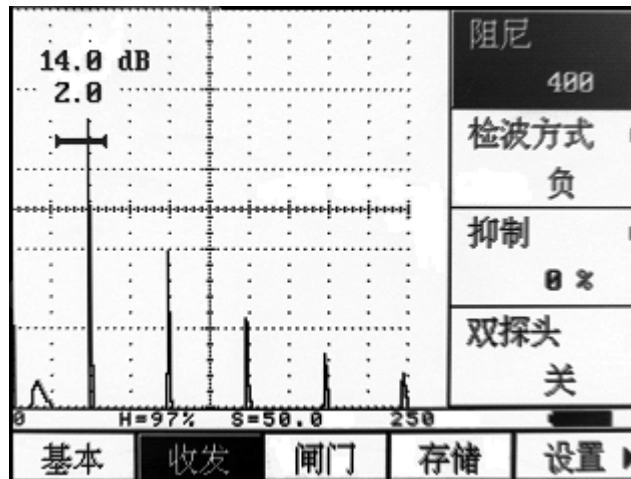 14.0 dB
2.0
阻尼
400
检波方式
负
抑制
0 %
双探头
关
0 H=97% S=50.0 250
基本 收发 闸门 存储 设置